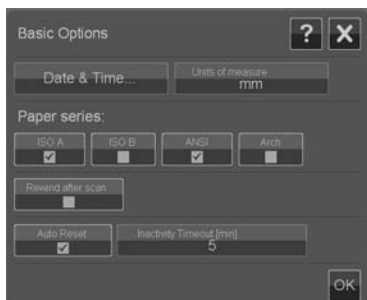 Basic Options ? X
Date & Time... Units of measure
mm
Paper series:
ISO A ISO B ANSI Arch
Rewind after scan
Auto Reset Inactivity Timeout [min]
5
OK